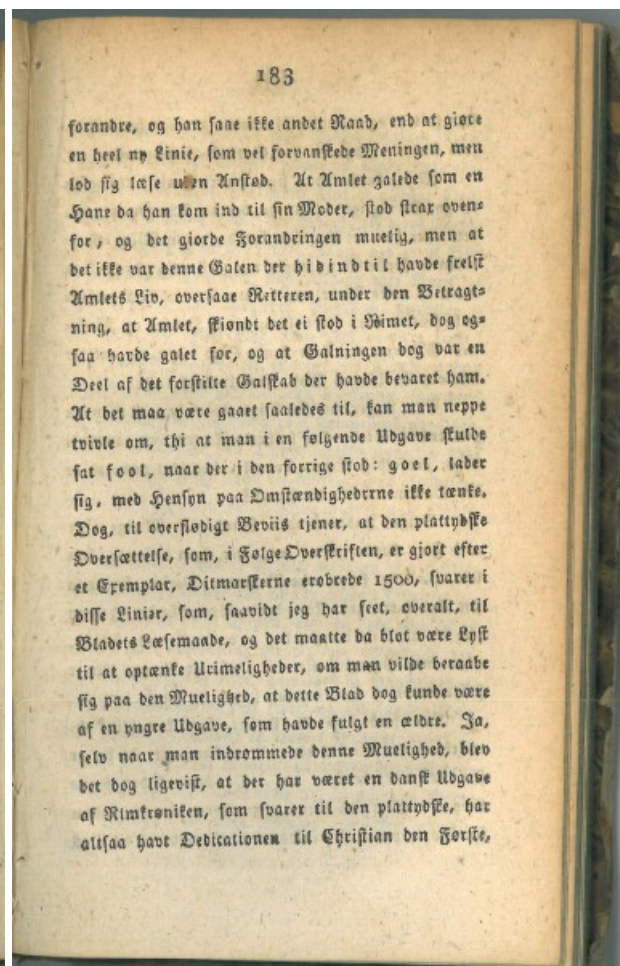 183
forandre, og han saae ikke andet Raad, end at giøre
en heel ny Linie, som vel forvanskede Meningen, men
lod sig læse uden Anstød. At Amlet galede som en
Hane da han kom ind til sin Moder, stod strax oven=
for, og det giorde Forandringen muelig, men at
det ikke var denne Galen der hidindtil havde frelst
Amlets Liv, oversaae Retteren, under den Betragt=
ning, at Amlet, skiøndt det ei stod i Rimet, dog og=
saa havde galet før, og at Galningen dog var en
Deel af det forstilte Galskab der havde bevaret ham.
At det maa være gaaet saaledes til, kan man neppe
tvivle om, thi at man i en følgende Udgave skulde
sat fool, naar der i den forrige stod: goel, lader
sig, med Hensyn paa Omstændighedrrne ikke tænke.
Dog, til overflødigt Beviis tjener, at den plattydske
Oversættelse, som, i Følge Overskriften, er gjort efter
et Exemplar, Ditmarskerne erobrede 1500, svarer i
disse Linier, som, saavidt jeg har seet, overalt, til
Bladets Læsemaade, og det maatte da blot være Lyst
til at optænke Urimeligheder, om man vilde beraabe
sig paa den Muelighed, at dette Blad dog kunde være
af en yngre Udgave, som havde fulgt en ældre. Ja,
selv naar man indrømmede denne Muelighed, blev
det dog ligevist, at der har været en dansk Udgave
af Rimkrøniken, som svarer til den plattydske, har
altsaa havt Dedicationen til Christian den Første,